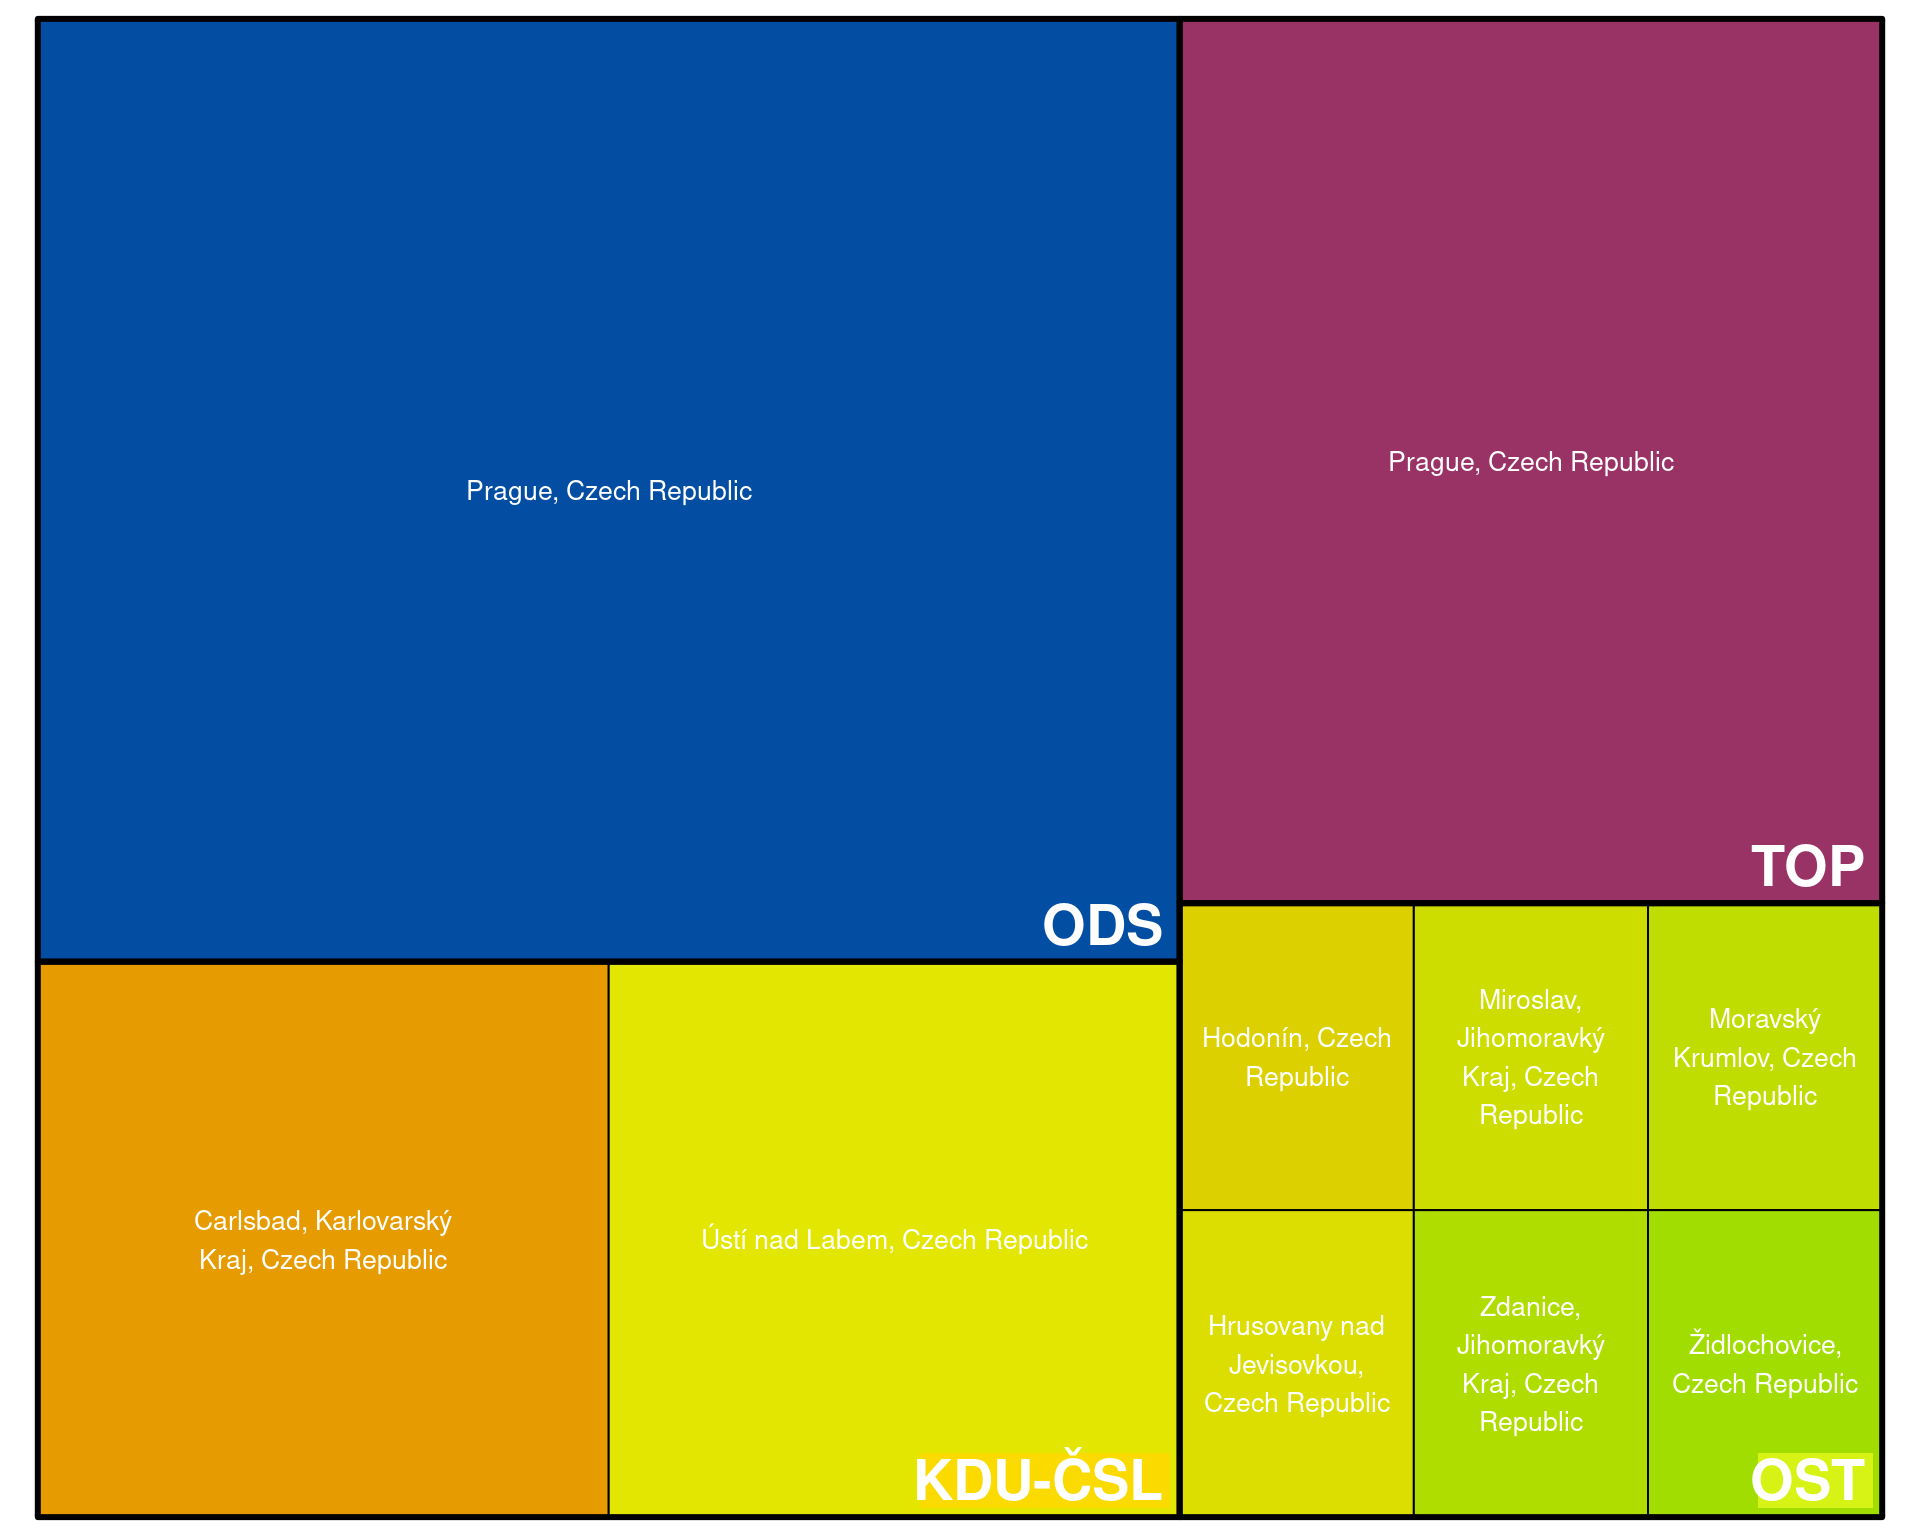 Prague, Czech Republic
ODS
Prague, Czech Republic
TOP
Carlsbad, Karlovarský
Kraj, Czech Republic
Ústí nad Labem, Czech Republic
KDU-ČSL
Hodonín, Czech
Republic
Miroslav,
Jihomoravký
Kraj, Czech
Republic
Moravský
Krumlov, Czech
Republic
Hrusovany nad
Jevisovkou,
Czech Republic
Zdanice,
Jihomoravký
Kraj, Czech
Republic
Židlochovice,
Czech Republic
OST